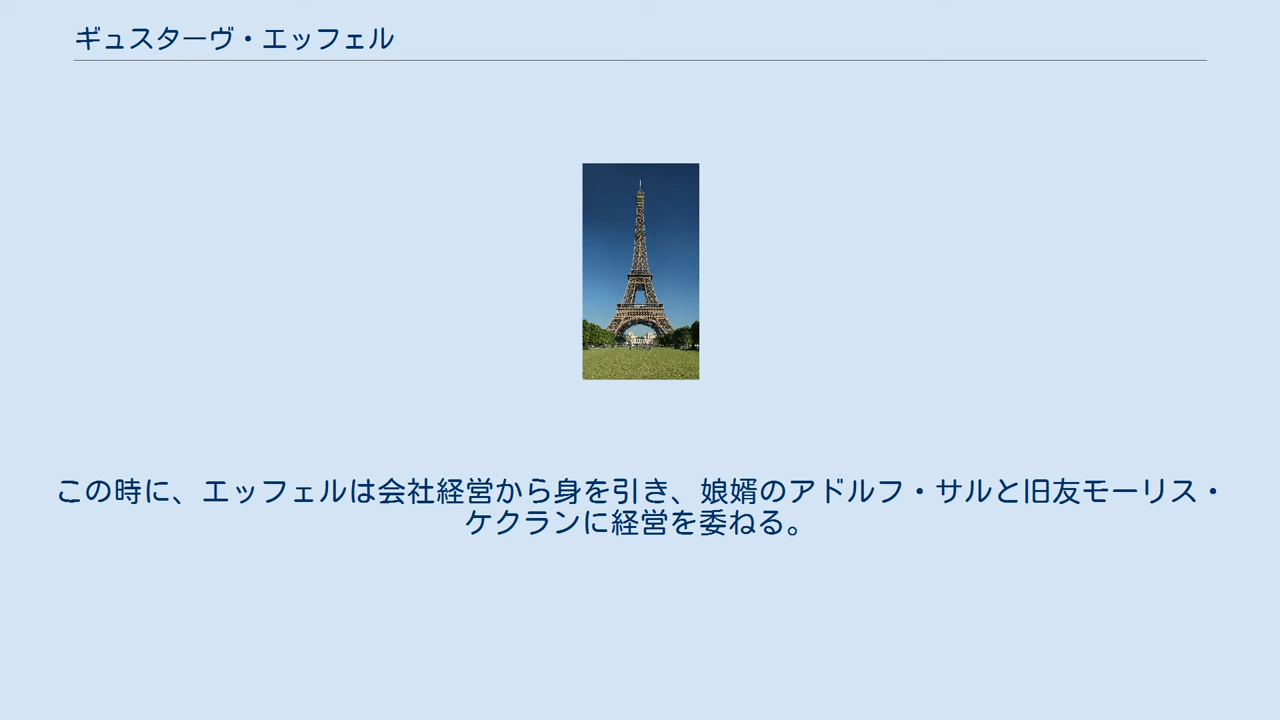 ギュスターヴ・エッフェル
この時に、エッフェルは会社経営から身を引き、娘婿のアドルフ・サルと旧友モーリス・
ケクランに経営を委ねる。